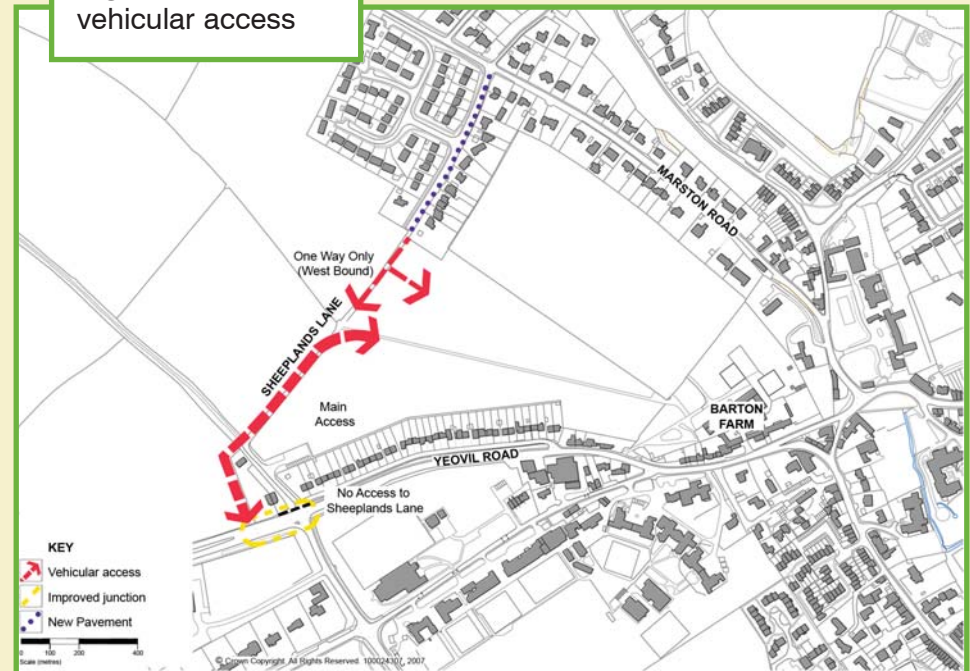 vehicular access
MARSTON ROAD
One Way Only
(West Bound)
SHEEPLANDS LANE
Main
Access
BARTON
FARM
YEOVIL ROAD
No Access to
Sheeplands Lane
KEY
Vehicular access
Improved junction
New Pavement
0 100 200 400
Scale (metres)
© Crown Copyright. All Rights Reserved. 100024307, 2007